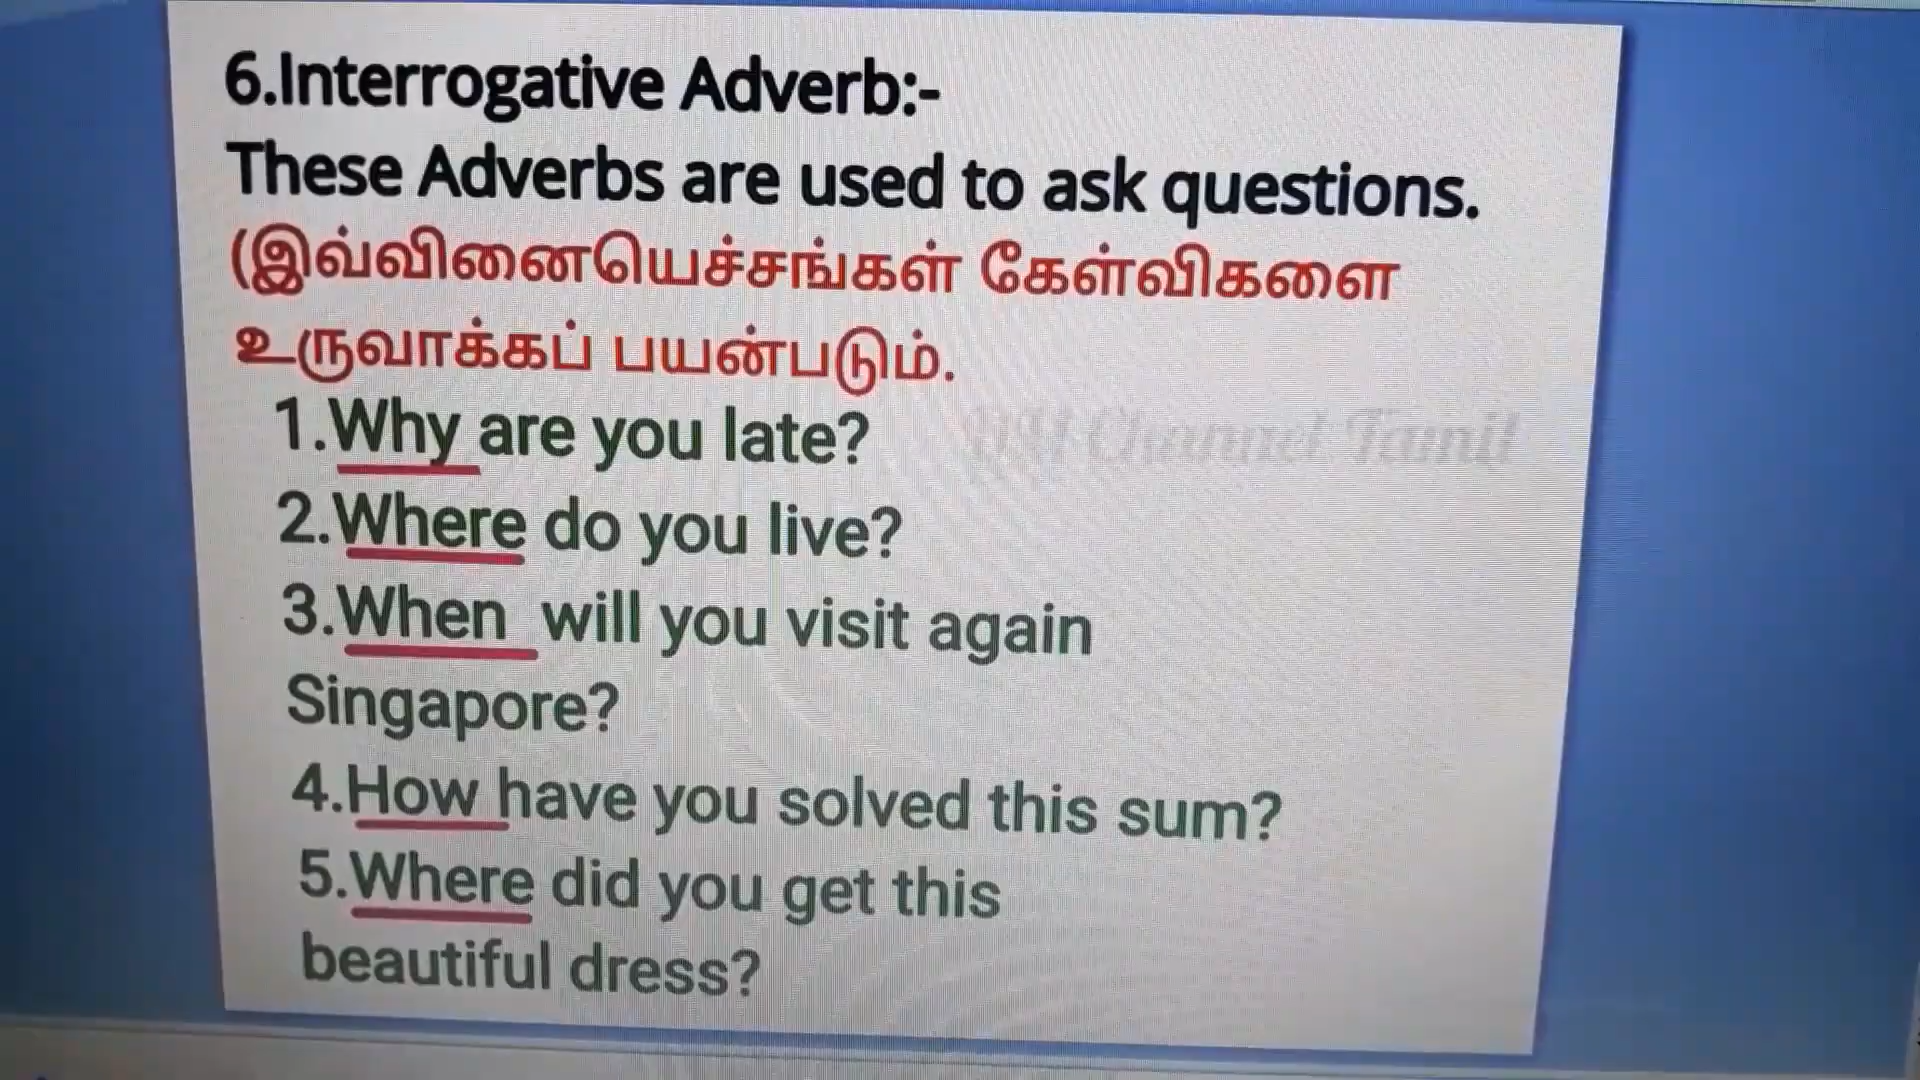 6.Interrogative Adverb:-
These Adverbs are used to ask questions.
(இவ்வினையெச்சங்கள் கேள்விகளை
உருவாக்கப் பயன்படும்.
1.Why are you late?
Channel Tamil
2.Where do you live?
3.When will you visit again
Singapore?
4.How have you solved this sum?
5.Where did you get this
beautiful dress?